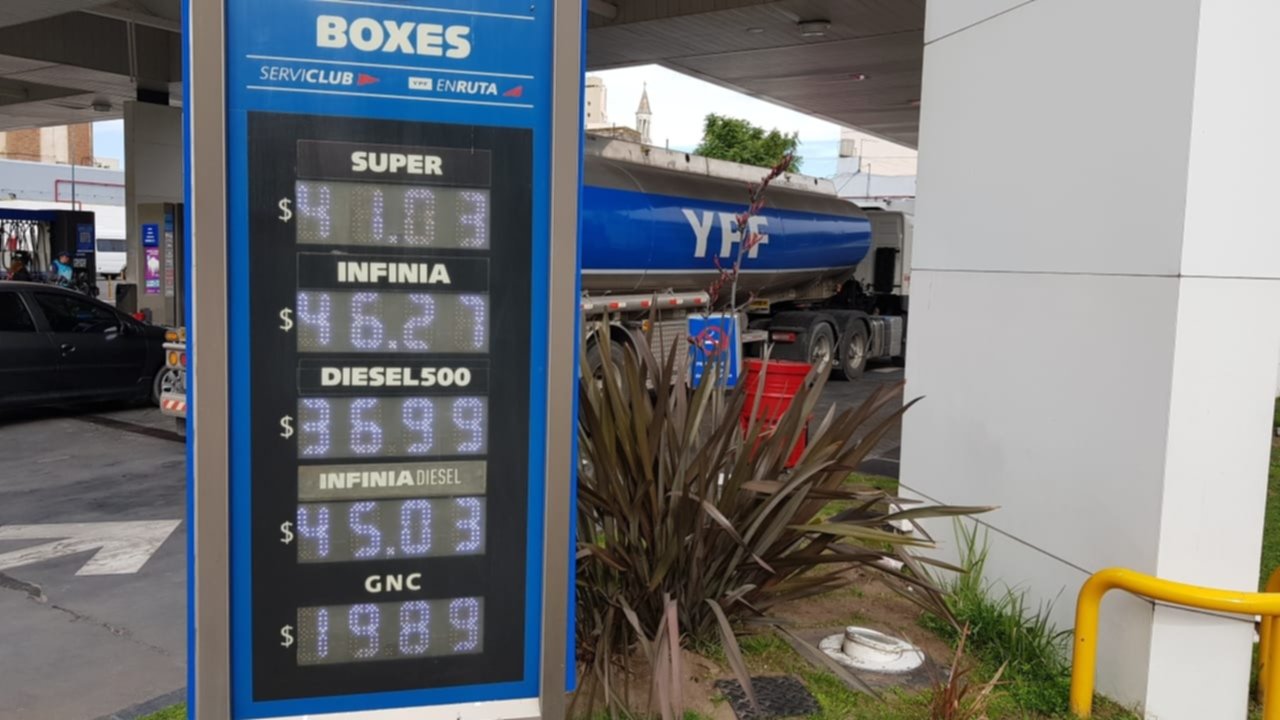 BOXES
SERVICLUB YPF ENRUTA
SUPER
$ 41.03
INFINIA
$ 46.27
DIESEL500
$ 36.99
INFINIA DIESEL
$ 45.03
GNC
$ 19.89
YPF